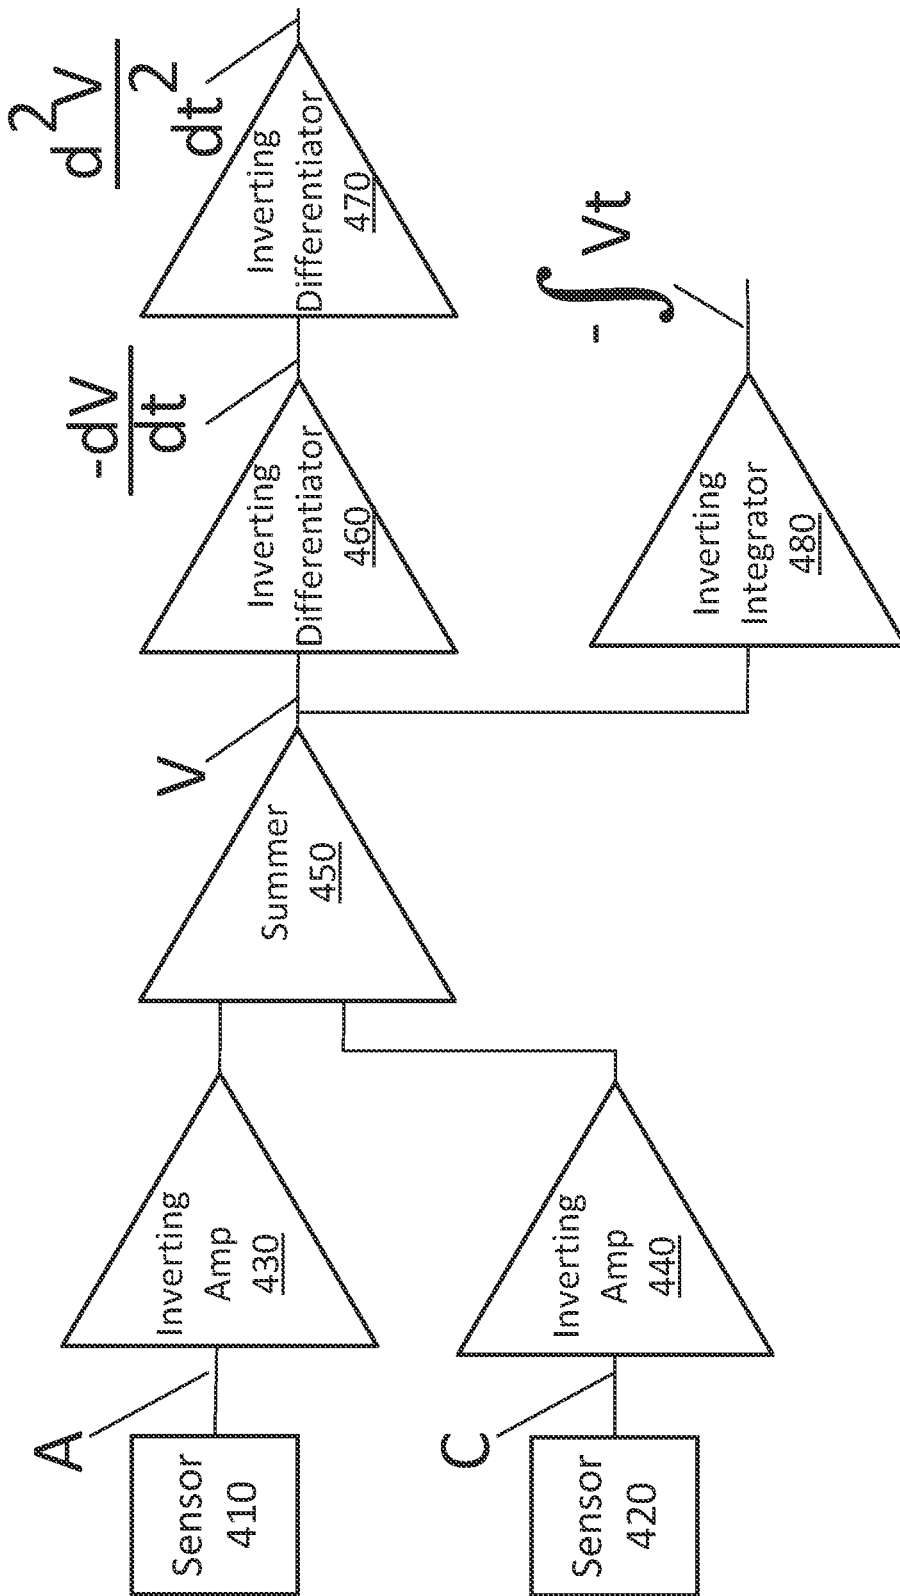 A
Sensor
410
Inverting
Amp
430
C
Sensor
420
Inverting
Amp
440
Summer
450
V
Inverting
Differentiator
460
-dV
dt
Inverting
Differentiator
470
d²V
dt²
Inverting
Integrator
480
-∫Vt